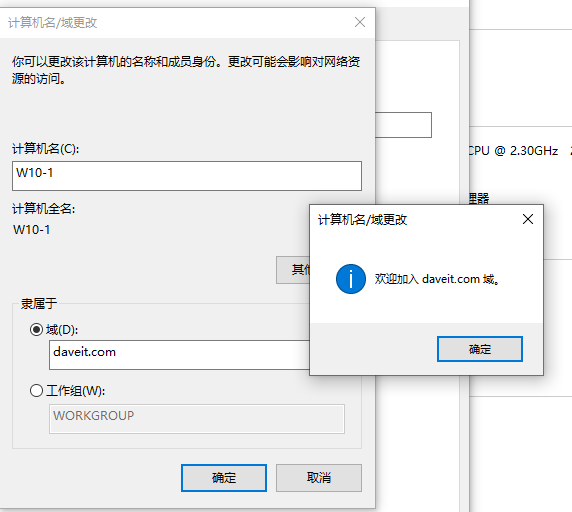 计算机名/域更改
你可以更改该计算机的名称和成员身份。更改可能会影响对网络资
源的访问。
计算机名(C):
W10-1
计算机全名:
W10-1
其他
隶属于
域(D):
daveit.com
工作组(W):
WORKGROUP
确定
取消
计算机名/域更改
欢迎加入 daveit.com 域。
确定
CPU @ 2.30GHz
理器